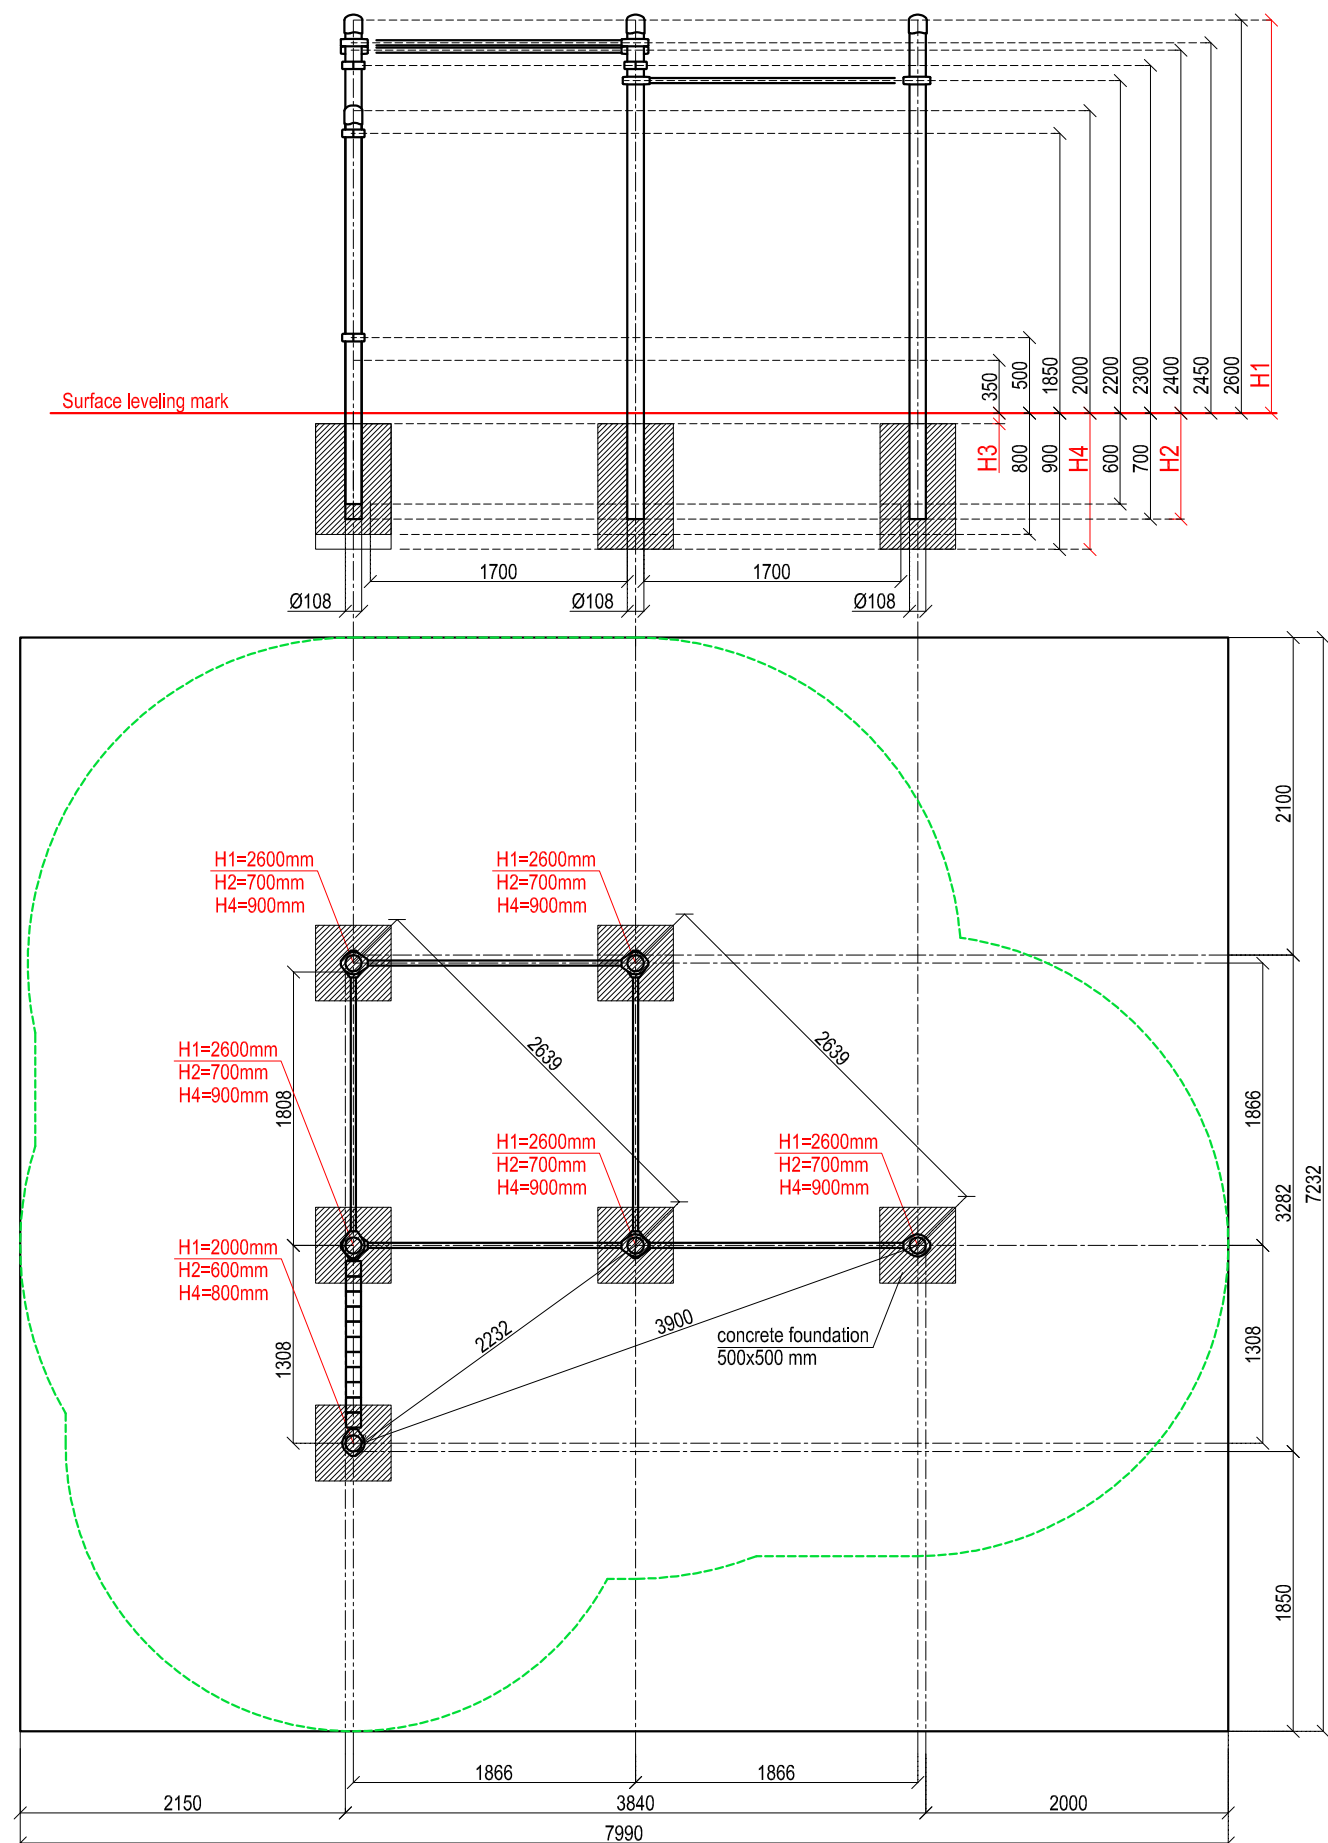 350
500
1850
2000
2200
2300
2400
2450
2600
H1
Surface leveling mark
H3
800
900
H4
600
700
H2
1700
1700
Ø108
Ø108
Ø108
2100
H1=2600mm
H2=700mm
H4=900mm
H1=2600mm
H2=700mm
H4=900mm
2639
2639
H1=2600mm
H2=700mm
H4=900mm
1808
1866
H1=2600mm
H2=700mm
H4=900mm
H1=2600mm
H2=700mm
H4=900mm
3282
7232
H1=2000mm
H2=600mm
H4=800mm
2232
3900
concrete foundation
500x500 mm
1308
1308
1850
1866
1866
2150
3840
2000
7990